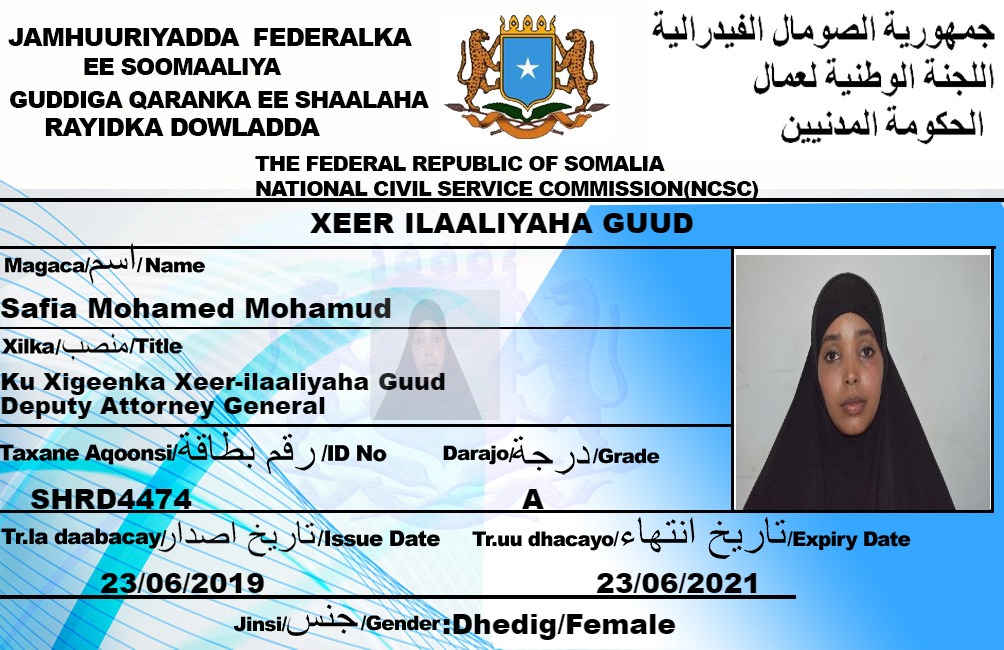 JAMHUURIYADDA FEDERALKA
EE SOOMAALIYA
GUDDIGA QARANKA EE SHAALAHA
RAYIDKA DOWLADDA
جمهورية الصومال الفيدرالية
اللجنة الوطنية لعمال
الحكومة المدنيين
THE FEDERAL REPUBLIC OF SOMALIA
NATIONAL CIVIL SERVICE COMMISSION(NCSC)
XEER ILAALIYAHA GUUD
Magaca/اسم/Name
Safia Mohamed Mohamud
Xilka/منصب/Title
Ku Xigeenka Xeer-ilaaliyaha Guud
Deputy Attorney General
Taxane Aqoonsi/رقم بطاقة/ID No Darajo/درجة/Grade
SHRD4474 A
Tr.la daabacay/تاريخ اصدار/Issue Date Tr.uu dhacayo/تاريخ انتهاء/Expiry Date
23/06/2019 23/06/2021
Jinsi/جنس/Gender:Dhedig/Female